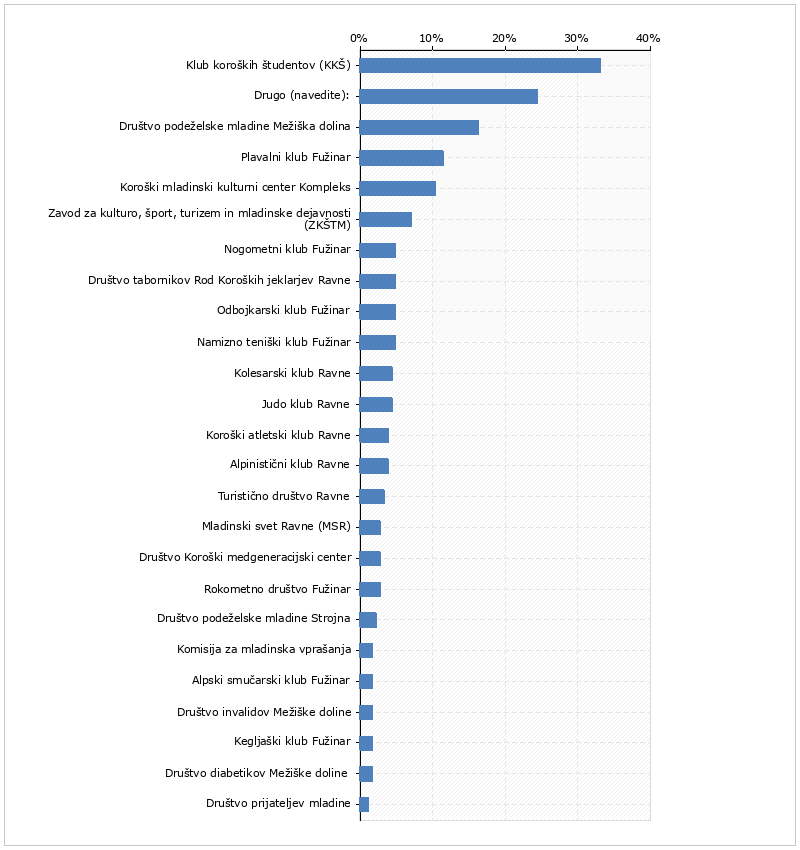 0% 10% 20% 30% 40%
Klub koroških študentov (KKŠ)
Drugo (navedite):
Društvo podeželske mladine Mežiška dolina
Plavalni klub Fužinar
Koroški mladinski kulturni center Kompleks
Zavod za kulturo, šport, turizem in mladinske dejavnosti
(ZKŠTM)
Nogometni klub Fužinar
Društvo tabornikov Rod Koroških jeklarjev Ravne
Odbojkarski klub Fužinar
Namizno teniški klub Fužinar
Kolesarski klub Ravne
Judo klub Ravne
Koroški atletski klub Ravne
Alpinistični klub Ravne
Turistično društvo Ravne
Mladinski svet Ravne (MSR)
Društvo Koroški medgeneracijski center
Rokometno društvo Fužinar
Društvo podeželske mladine Strojna
Komisija za mladinska vprašanja
Alpski smučarski klub Fužinar
Društvo invalidov Mežiške doline
Kegljaški klub Fužinar
Društvo diabetikov Mežiške doline
Društvo prijateljev mladine